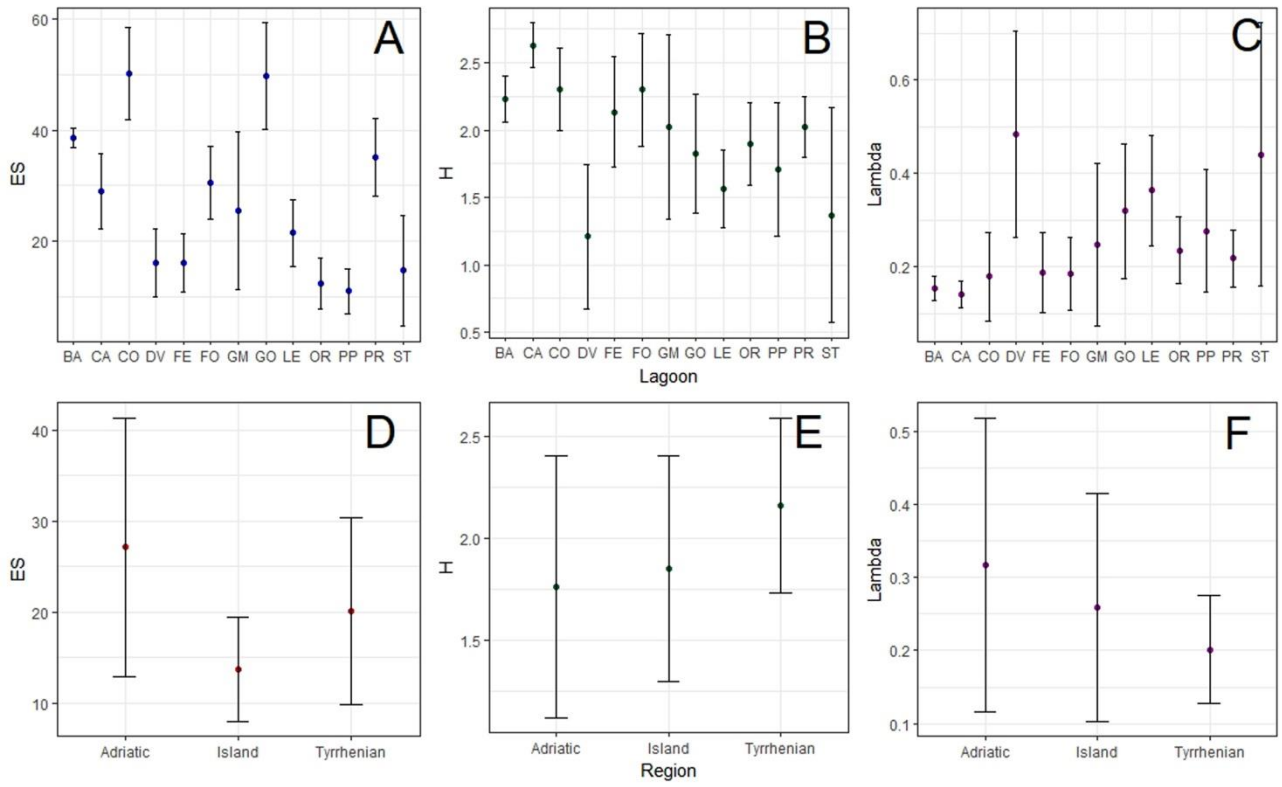 A
ES
60
40
20
BA CA CO DV FE FO GM GO LE OR PP PR ST
B
H
2.5
2.0
1.5
1.0
0.5
BA CA CO DV FE FO GM GO LE OR PP PR ST
Lagoon
C
Lambda
0.6
0.4
0.2
BA CA CO DV FE FO GM GO LE OR PP PR ST
D
ES
40
30
20
10
Adriatic Island Tyrrhenian
E
H
2.5
2.0
1.5
Adriatic Island Tyrrhenian
Region
F
Lambda
0.5
0.4
0.3
0.2
0.1
Adriatic Island Tyrrhenian